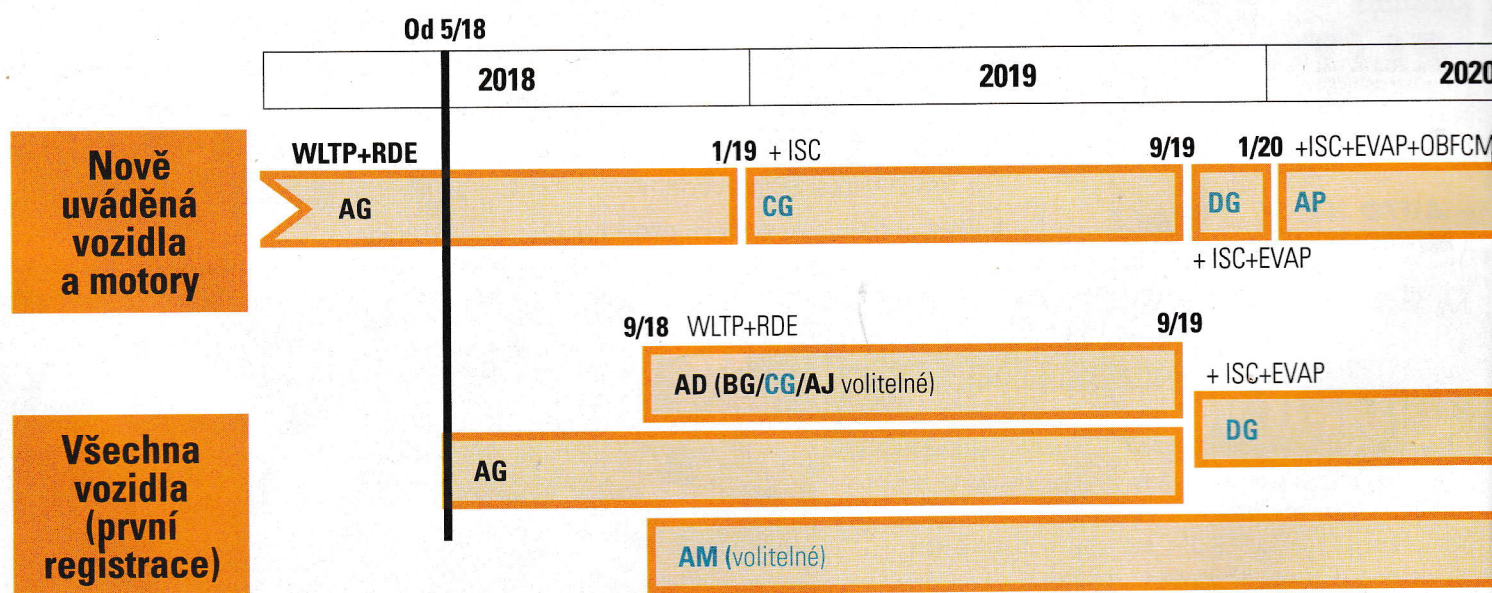 Od 5/18
2018
2019
2020
Nově
uváděná
vozidla
a motory
WLTP+RDE
1/19 + ISC
9/19
1/20 +ISC+EVAP+OBFCM
AG
CG
DG
AP
+ ISC+EVAP
9/18 WLTP+RDE
9/19
AD (BG/CG/AJ volitelné)
+ ISC+EVAP
DG
Všechna
vozidla
(první
registrace)
AG
AM (volitelné)